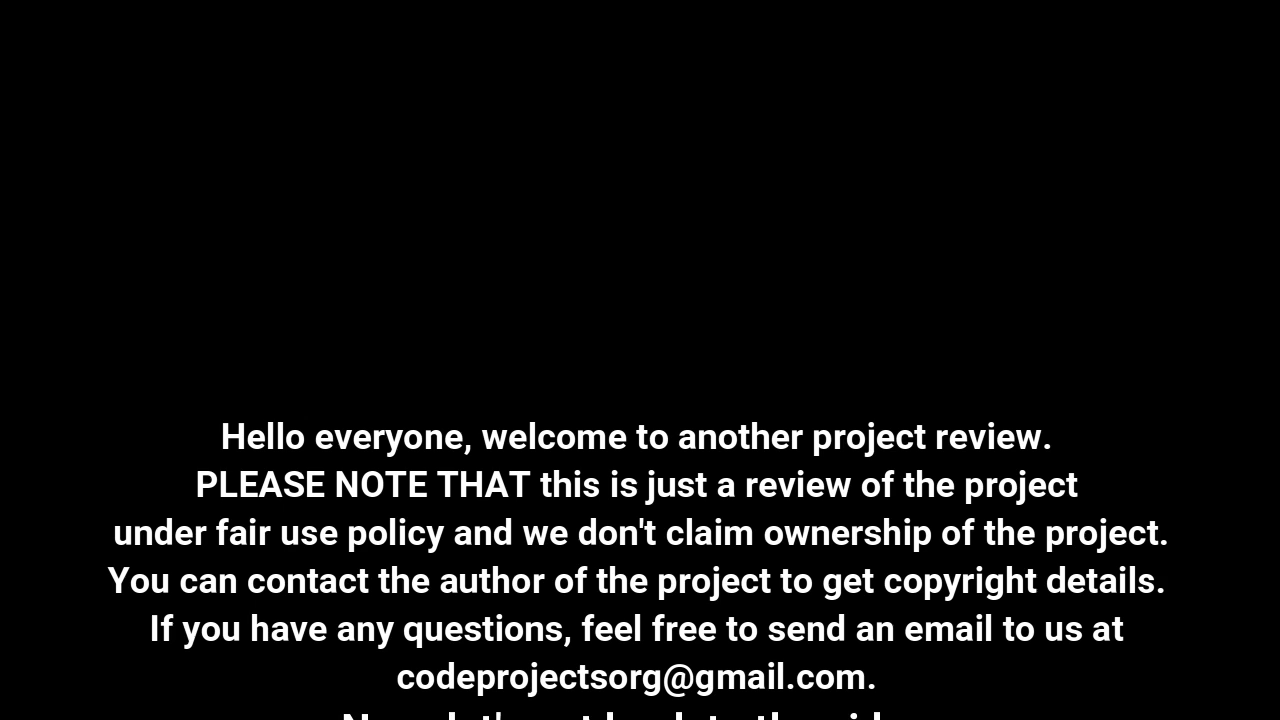 Hello everyone, welcome to another project review.
PLEASE NOTE THAT this is just a review of the project
under fair use policy and we don't claim ownership of the project.
You can contact the author of the project to get copyright details.
If you have any questions, feel free to send an email to us at
codeprojectsorg@gmail.com.